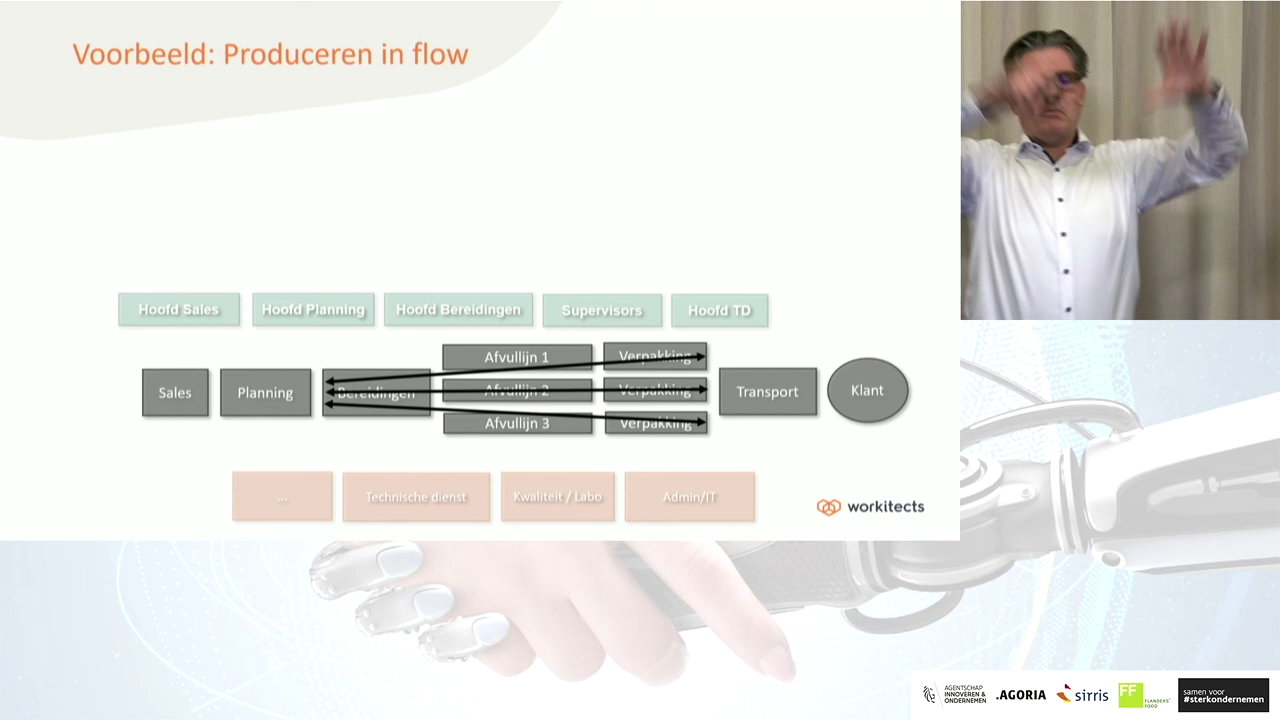 Voorbeeld: Produceren in flow
Hoofd Sales
Hoofd Planning
Hoofd Bereidingen
Supervisors
Hoofd TD
Sales
Planning
Bereidingen
Afvullijn 1
Verpakking
Afvullijn 2
Verpakking
Afvullijn 3
Verpakking
Transport
Klant
...
Technische dienst
Kwaliteit / Labo
Admin/IT
workitects
AGENTSCHAP
INNOVEREN &
ONDERNEMEN
.AGORIA
sirris
FF
FLANDERS'
FOOD
samen voor
#sterkondernemen